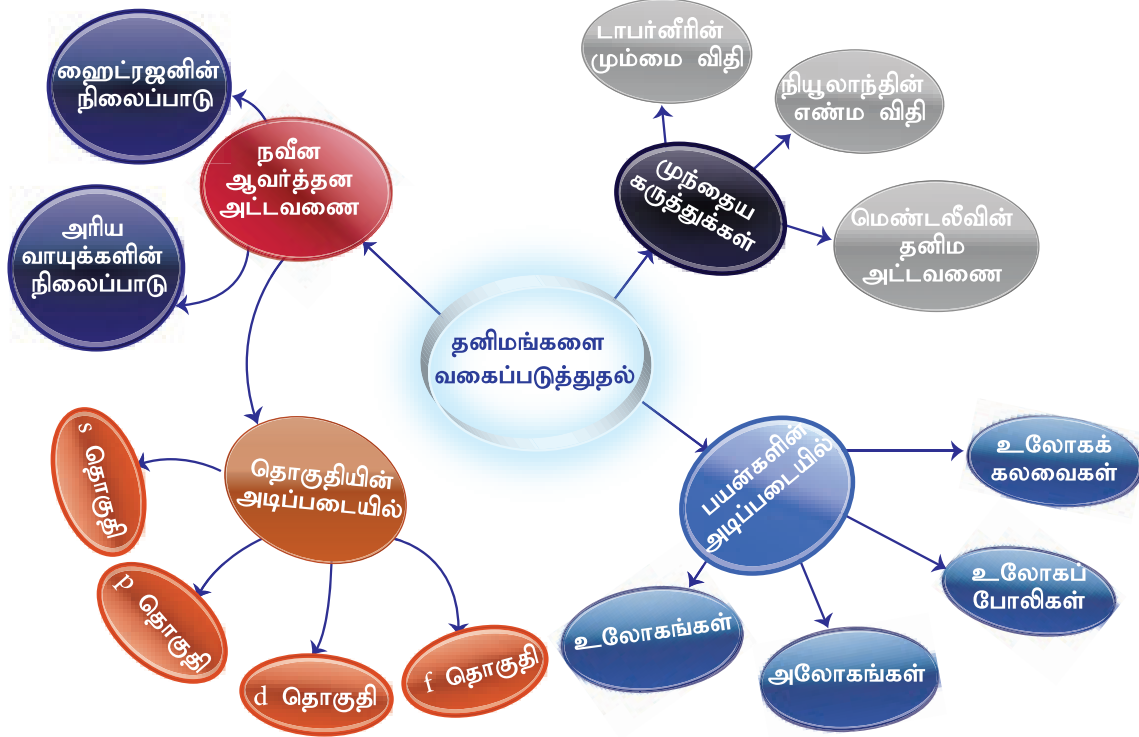 ஹைட்ரஜனின்
நிலைப்பாடு
நவீன
ஆவர்த்தன
அட்டவணை
அரிய
வாயுக்களின்
நிலைப்பாடு
டாபர்னீரின்
மும்மை விதி
நியூலாந்தின்
எண்ம விதி
முந்தைய
கருத்துக்கள்
மெண்டலீவின்
தனிம
அட்டவணை
தனிமங்களை
வகைப்படுத்துதல்
தொகுதியின்
அடிப்படையில்
s தொகுதி
p தொகுதி
d தொகுதி
f தொகுதி
பயன்களின்
அடிப்படையில்
உலோகக்
கலவைகள்
உலோகப்
போலிகள்
உலோகங்கள்
அலோகங்கள்